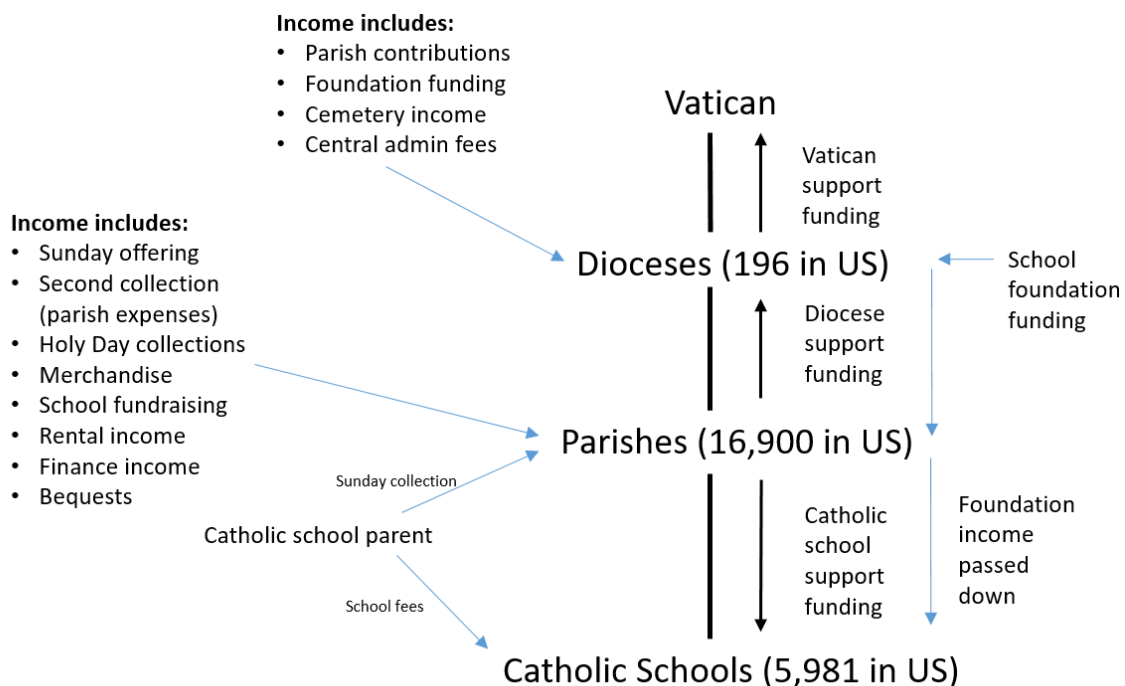 Income includes:
• Parish contributions
• Foundation funding
• Cemetery income
• Central admin fees
Vatican
Vatican
support
funding
Income includes:
• Sunday offering
• Second collection
(parish expenses)
• Holy Day collections
• Merchandise
• School fundraising
• Rental income
• Finance income
• Bequests
Dioceses (196 in US)
School
foundation
funding
Diocese
support
funding
Parishes (16,900 in US)
Sunday collection
Catholic school parent
School fees
Catholic
school
support
funding
Foundation
income
passed
down
Catholic Schools (5,981 in US)